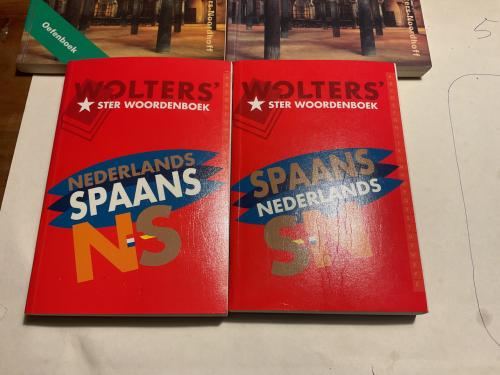 Oefenboek
WOLTERS'
STER WOORDENBOEK
NEDERLANDS
SPAANS
N-S
WOLTERS'
STER WOORDENBOEK
SPAANS
NEDERLANDS
S-N